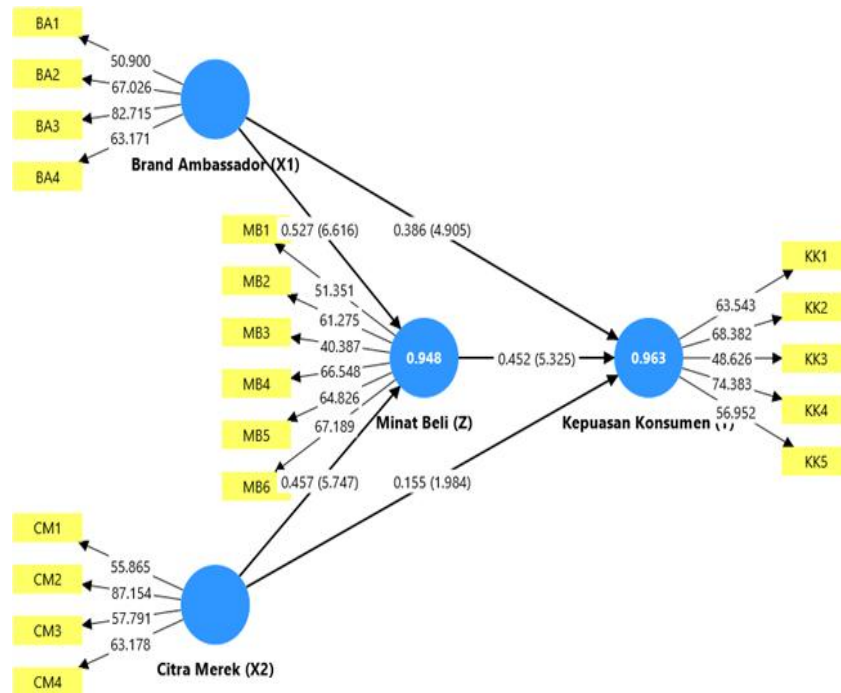 BA1
50.900
BA2
67.026
BA3
82.715
BA4
63.171
Brand Ambassador (X1)
MB1
0.527 (6.616)
0.386 (4.905)
51.351
MB2
61.275
MB3
40.387
MB4
66.548
MB5
64.826
MB6
67.189
0.948
0.452 (5.325)
0.963
Minat Beli (Z)
Kepuasan Konsumen
KK1
63.543
KK2
68.382
KK3
48.626
KK4
74.383
KK5
56.952
0.457 (5.747)
0.155 (1.984)
CM1
55.865
CM2
87.154
CM3
57.791
CM4
63.178
Citra Merek (X2)